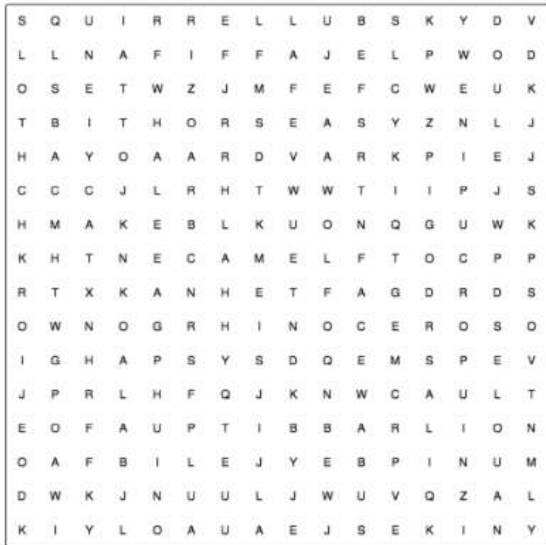 S Q U I R R E L L U B S K Y D V
L L N A F I F F A J E L P W O D
O S E T W Z J M F E F C W E U K
T B I T H O R S E A S Y Z N L J
H A Y O A A R D V A R K P I E J
C C C J L R H T W W T I I P J S
H M A K E B L K U O N Q G U W K
K H T N E C A M E L F T O C P P
R T X K A N H E T F A G D R D S
O W N O G R H I N O C E R O S O
I G H A P S Y S D Q E M S P E V
J P R L H F Q J K N W C A U L T
E O F A U P T I B B A R L I O N
O A F B I L E J Y E B P I N U M
D W K J N U U L J W U V Q Z A L
K I Y L O A U A E J S E K I N Y